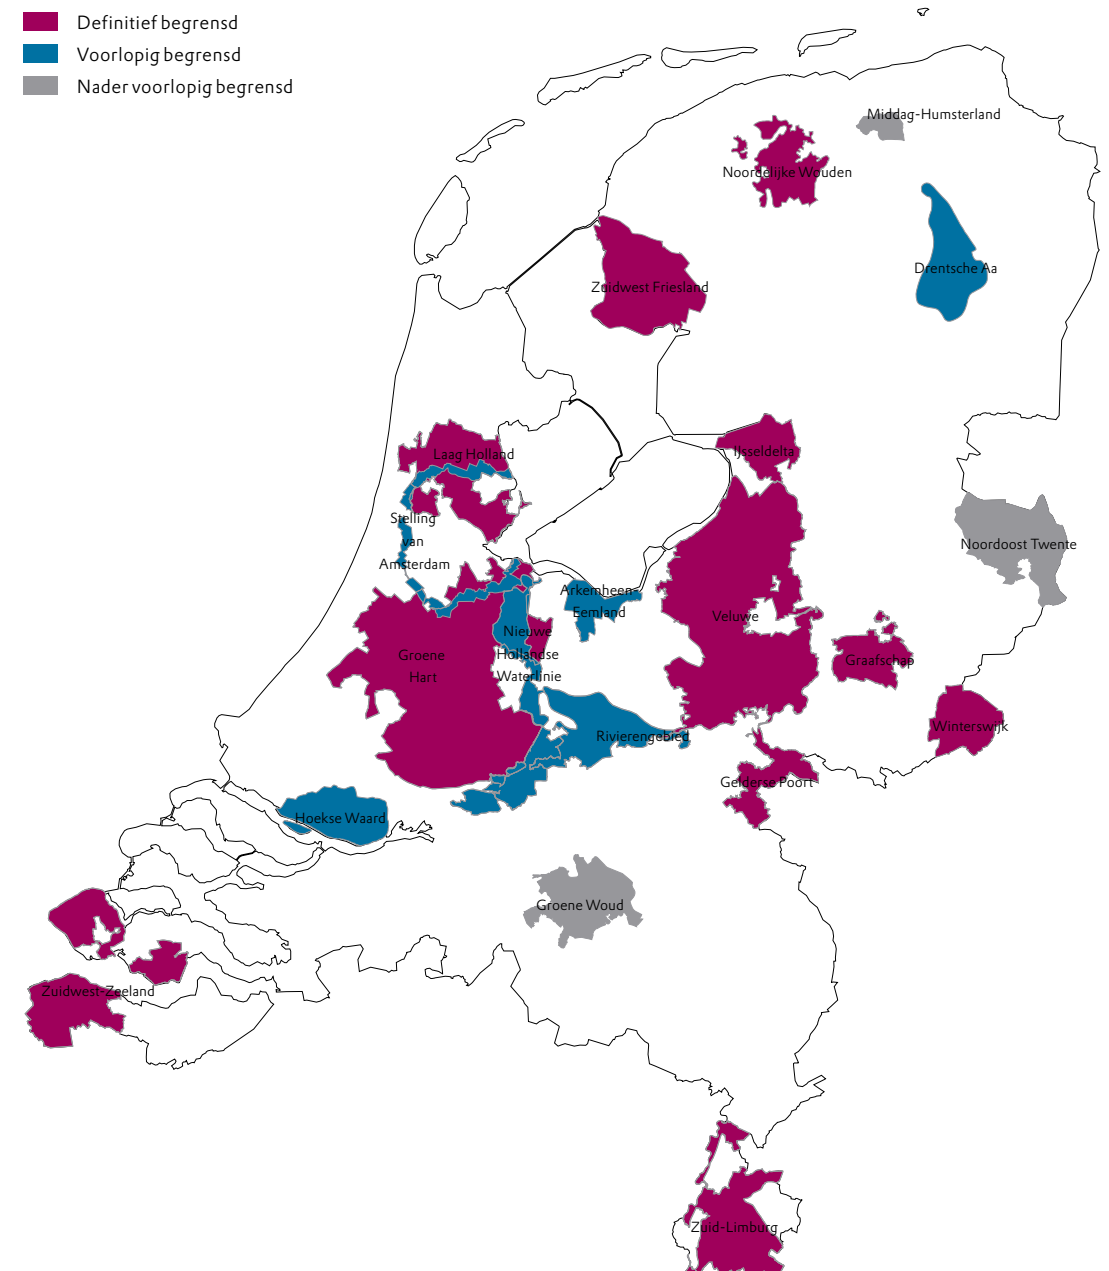 Definitief begrensd
Voorlopig begrensd
Nader voorlopig begrensd
Middag-Humsterland
Noordelijke Wouden
Drentsche Aa
Zuidwest Friesland
Laag Holland
IJsseldelta
Stelling
van
Amsterdam
Noordoost Twente
Arkemheen-
Eemland
Veluwe
Nieuwe
Hollandse
Waterlinie
Groene
Hart
Graafschap
Winterswijk
Rivierengebied
Gelderse Poort
Hoekse Waard
Groene Woud
Zuidwest-Zeeland
Zuid-Limburg